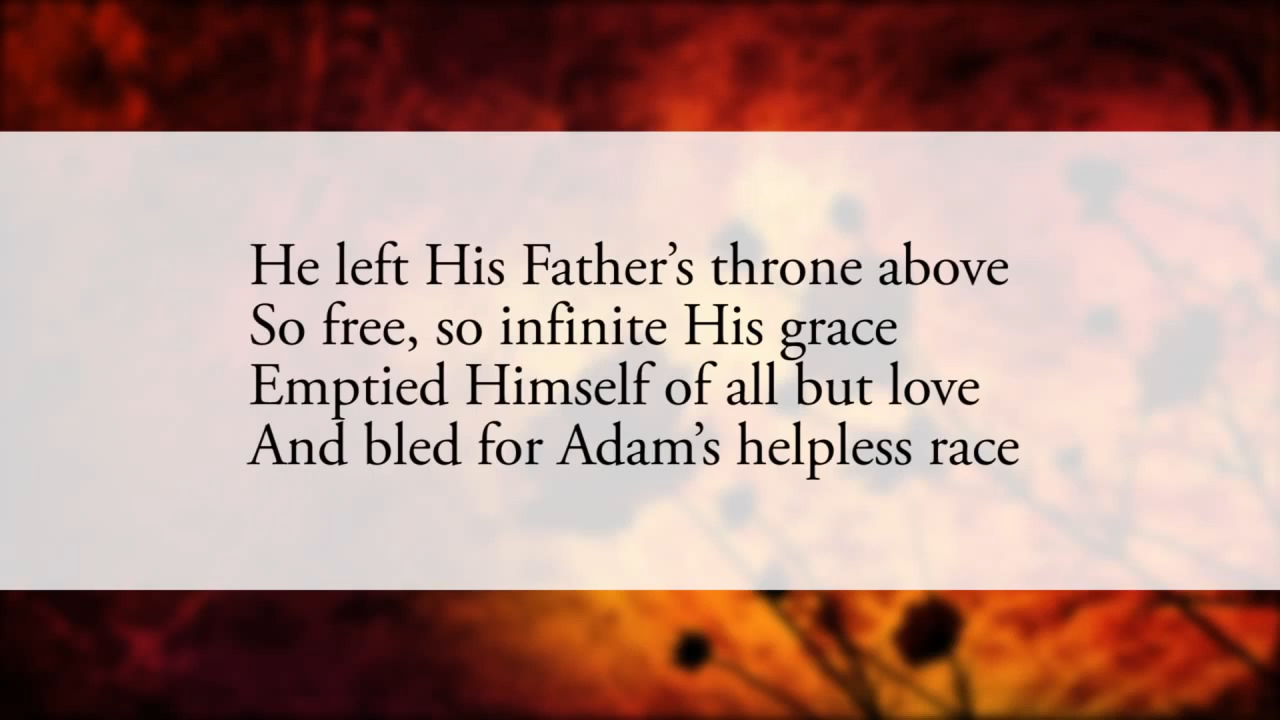 He left His Father’s throne above
So free, so infinite His grace
Emptied Himself of all but love
And bled for Adam’s helpless race